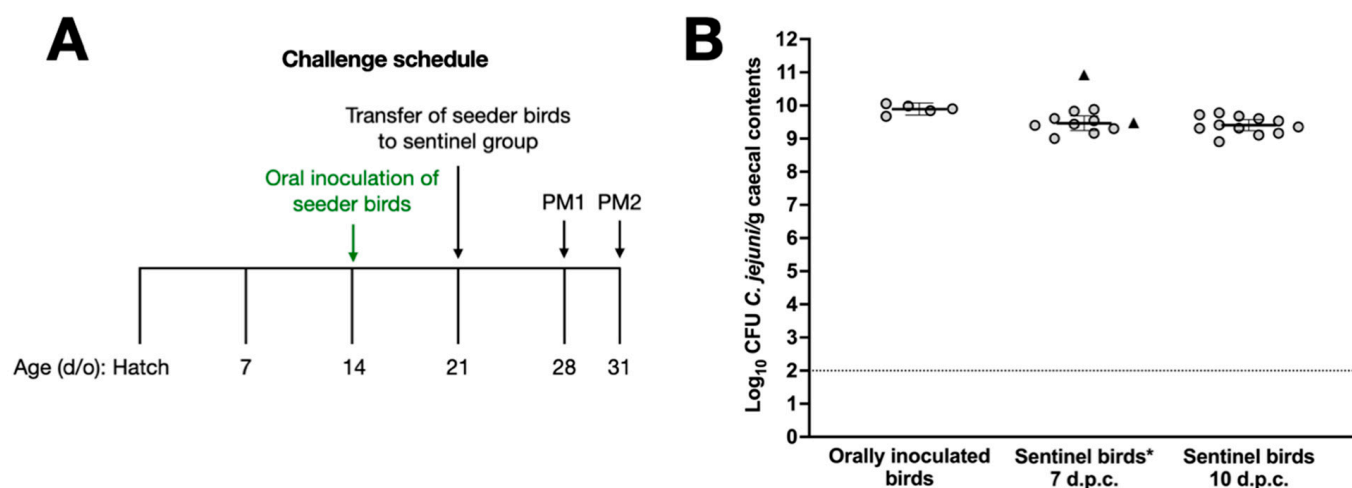 A
Challenge schedule
Transfer of seeder birds
to sentinel group
Oral inoculation of
seeder birds
PM1 PM2
Age (d/o): Hatch 7 14 21 28 31
B
Log10 CFU C. jejuni/g caecal contents
12
11
10
9
8
7
6
5
4
3
2
1
0
Orally inoculated
birds
Sentinel birds*
7 d.p.c.
Sentinel birds
10 d.p.c.